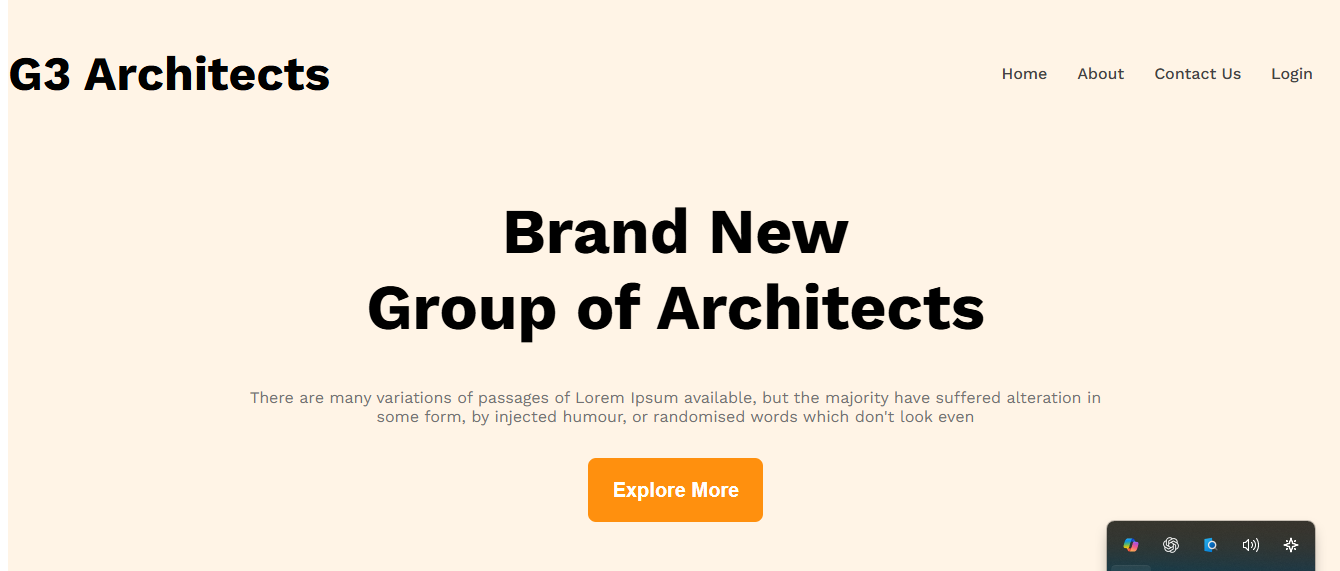 G3 Architects
Home About Contact Us Login
Brand New
Group of Architects
There are many variations of passages of Lorem Ipsum available, but the majority have suffered alteration in
some form, by injected humour, or randomised words which don't look even
Explore More